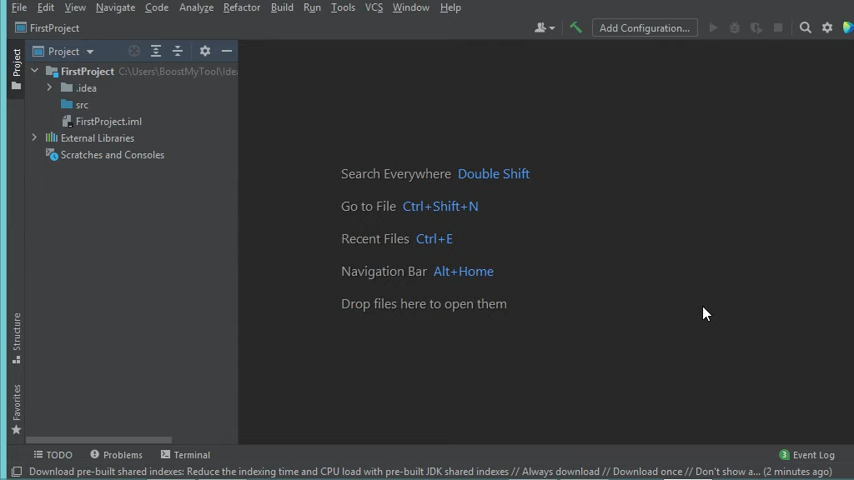 File Edit View Navigate Code Analyze Refactor Build Run Tools VCS Window Help
FirstProject
Add Configuration...
Project
Project
FirstProject C:\Users\BoostMyTool\Idea
.idea
src
FirstProject.iml
External Libraries
Scratches and Consoles
Search Everywhere Double Shift
Go to File Ctrl+Shift+N
Recent Files Ctrl+E
Navigation Bar Alt+Home
Drop files here to open them
Structure
Favorites
TODO Problems Terminal
3 Event Log
Download pre-built shared indexes: Reduce the indexing time and CPU load with pre-built JDK shared indexes // Always download // Download once // Don't show a... (2 minutes ago)